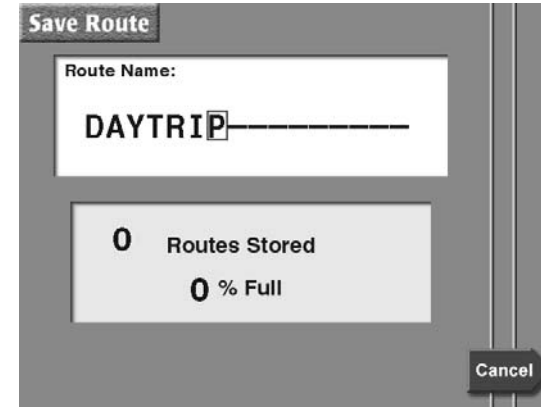 Save Route
Route Name:
DAYTRIP---------
0 Routes Stored
0 % Full
Cancel